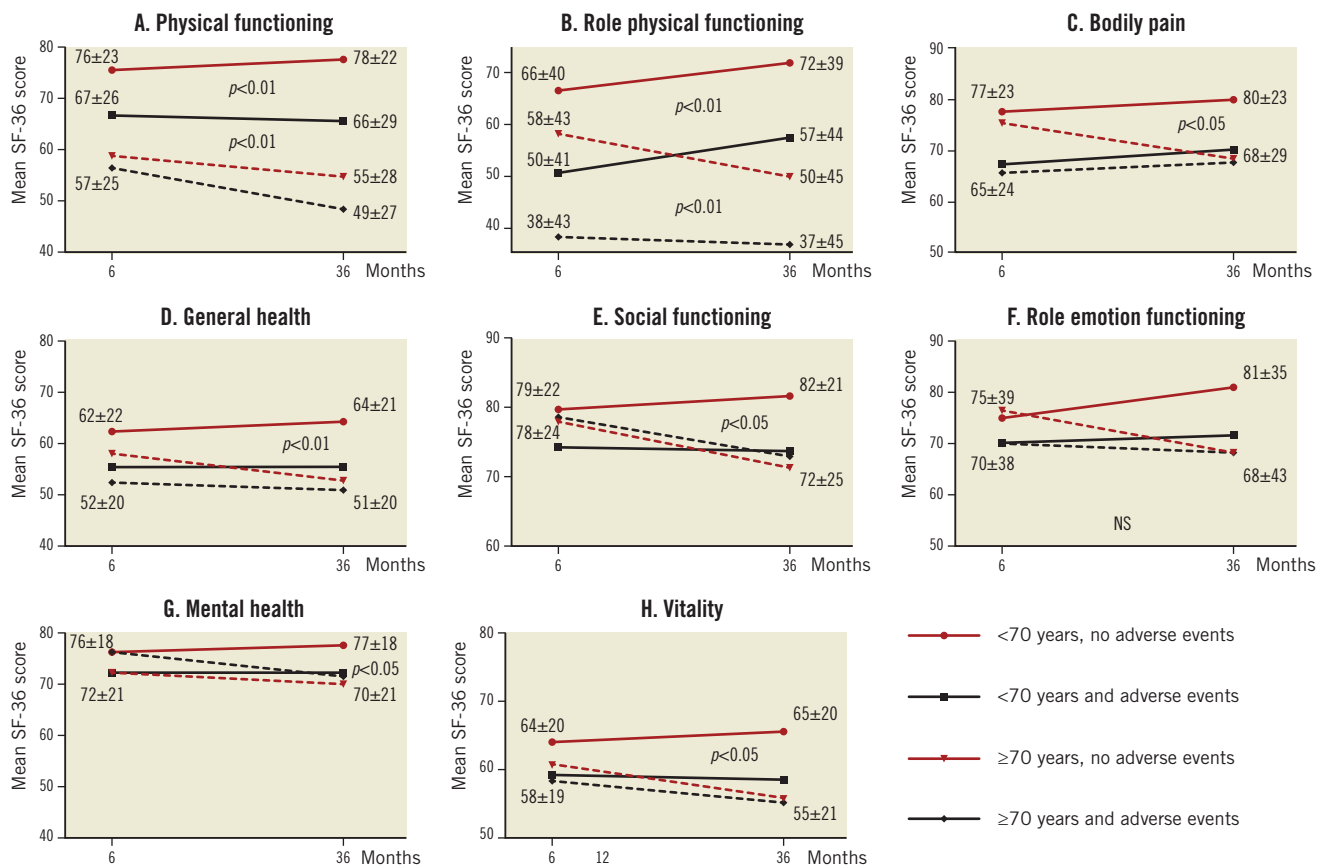 A. Physical functioning
Mean SF-36 score
80
70
60
50
40
76±23
78±22
p<0.01
67±26
66±29
p<0.01
57±25
55±28
49±27
6
36
Months
B. Role physical functioning
Mean SF-36 score
70
60
50
40
66±40
72±39
p<0.01
58±43
57±44
50±41
50±45
p<0.01
38±43
37±45
6
36
Months
C. Bodily pain
Mean SF-36 score
90
80
70
60
50
77±23
80±23
p<0.05
68±29
65±24
6
36
Months
D. General health
Mean SF-36 score
80
70
60
50
40
62±22
64±21
p<0.01
52±20
51±20
6
36
Months
E. Social functioning
Mean SF-36 score
90
80
70
60
79±22
82±21
p<0.05
78±24
72±25
6
36
Months
F. Role emotion functioning
Mean SF-36 score
90
80
70
60
50
75±39
81±35
70±38
68±43
NS
6
36
Months
G. Mental health
Mean SF-36 score
80
70
60
50
40
76±18
77±18
p<0.05
72±21
70±21
6
36
Months
H. Vitality
Mean SF-36 score
80
70
60
50
64±20
65±20
p<0.05
58±19
55±21
6
12
36
Months
<70 years, no adverse events
<70 years and adverse events
≥70 years, no adverse events
≥70 years and adverse events